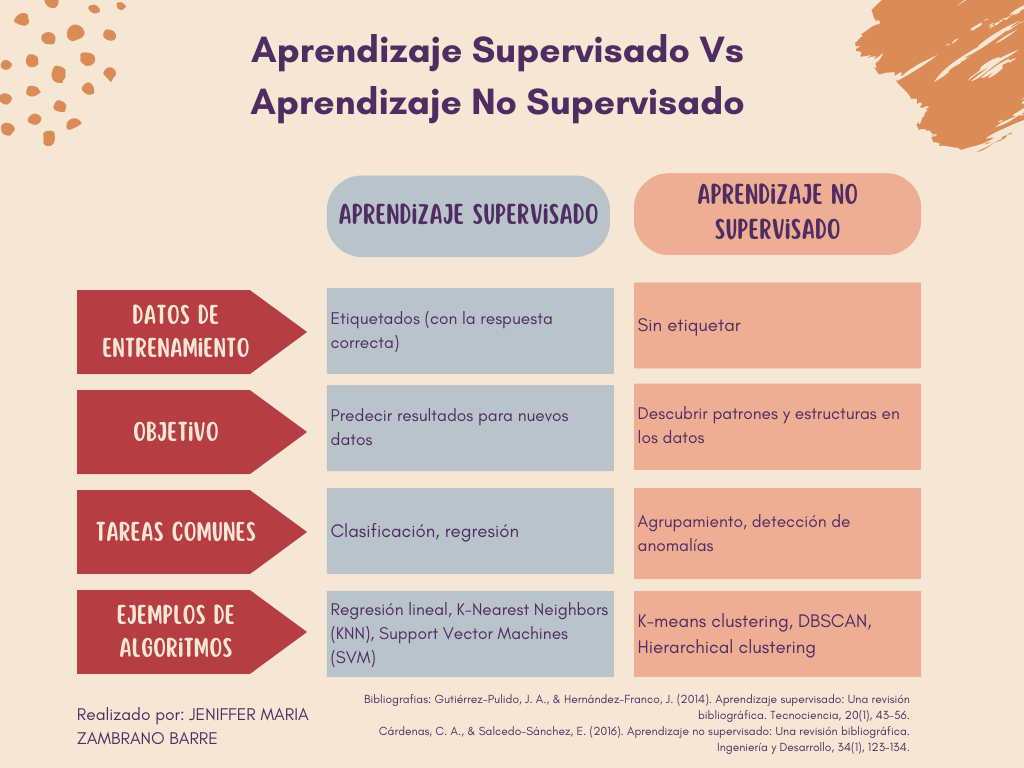 Aprendizaje Supervisado Vs
Aprendizaje No Supervisado
APRENDIZAJE SUPERVISADO
APRENDIZAJE NO
SUPERVISADO
DATOS DE
ENTRENAMIENTO
Etiquetados (con la respuesta
correcta)
Sin etiquetar
OBJETIVO
Predecir resultados para nuevos
datos
Descubrir patrones y estructuras en
los datos
TAREAS COMUNES
Clasificación, regresión
Agrupamiento, detección de
anomalías
EJEMPLOS DE
ALGORITMOS
Regresión lineal, K-Nearest Neighbors
(KNN), Support Vector Machines
(SVM)
K-means clustering, DBSCAN,
Hierarchical clustering
Realizado por: JENIFFER MARIA
ZAMBRANO BARRE
Bibliografias: Gutiérrez-Pulido, J. A., & Hernández-Franco, J. (2014). Aprendizaje supervisado: Una revisión
bibliográfica. Tecnociencia, 20(1), 43-56.
Cárdenas, C. A., & Salcedo-Sánchez, E. (2016). Aprendizaje no supervisado: Una revisión bibliográfica.
Ingeniería y Desarrollo, 34(1), 123-134.